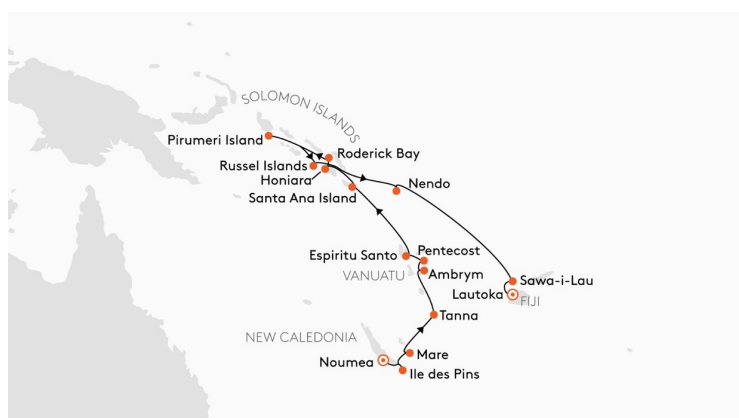 SOLOMON ISLANDS
Pirumeri Island
Roderick Bay
Russel Islands
Honiara
Santa Ana Island
Nendo
Espiritu Santo
Pentecost
VANUATU
Ambrym
Sawa-i-Lau
Lautoka
FIJI
Tanna
NEW CALEDONIA
Mare
Noumea
Ile des Pins